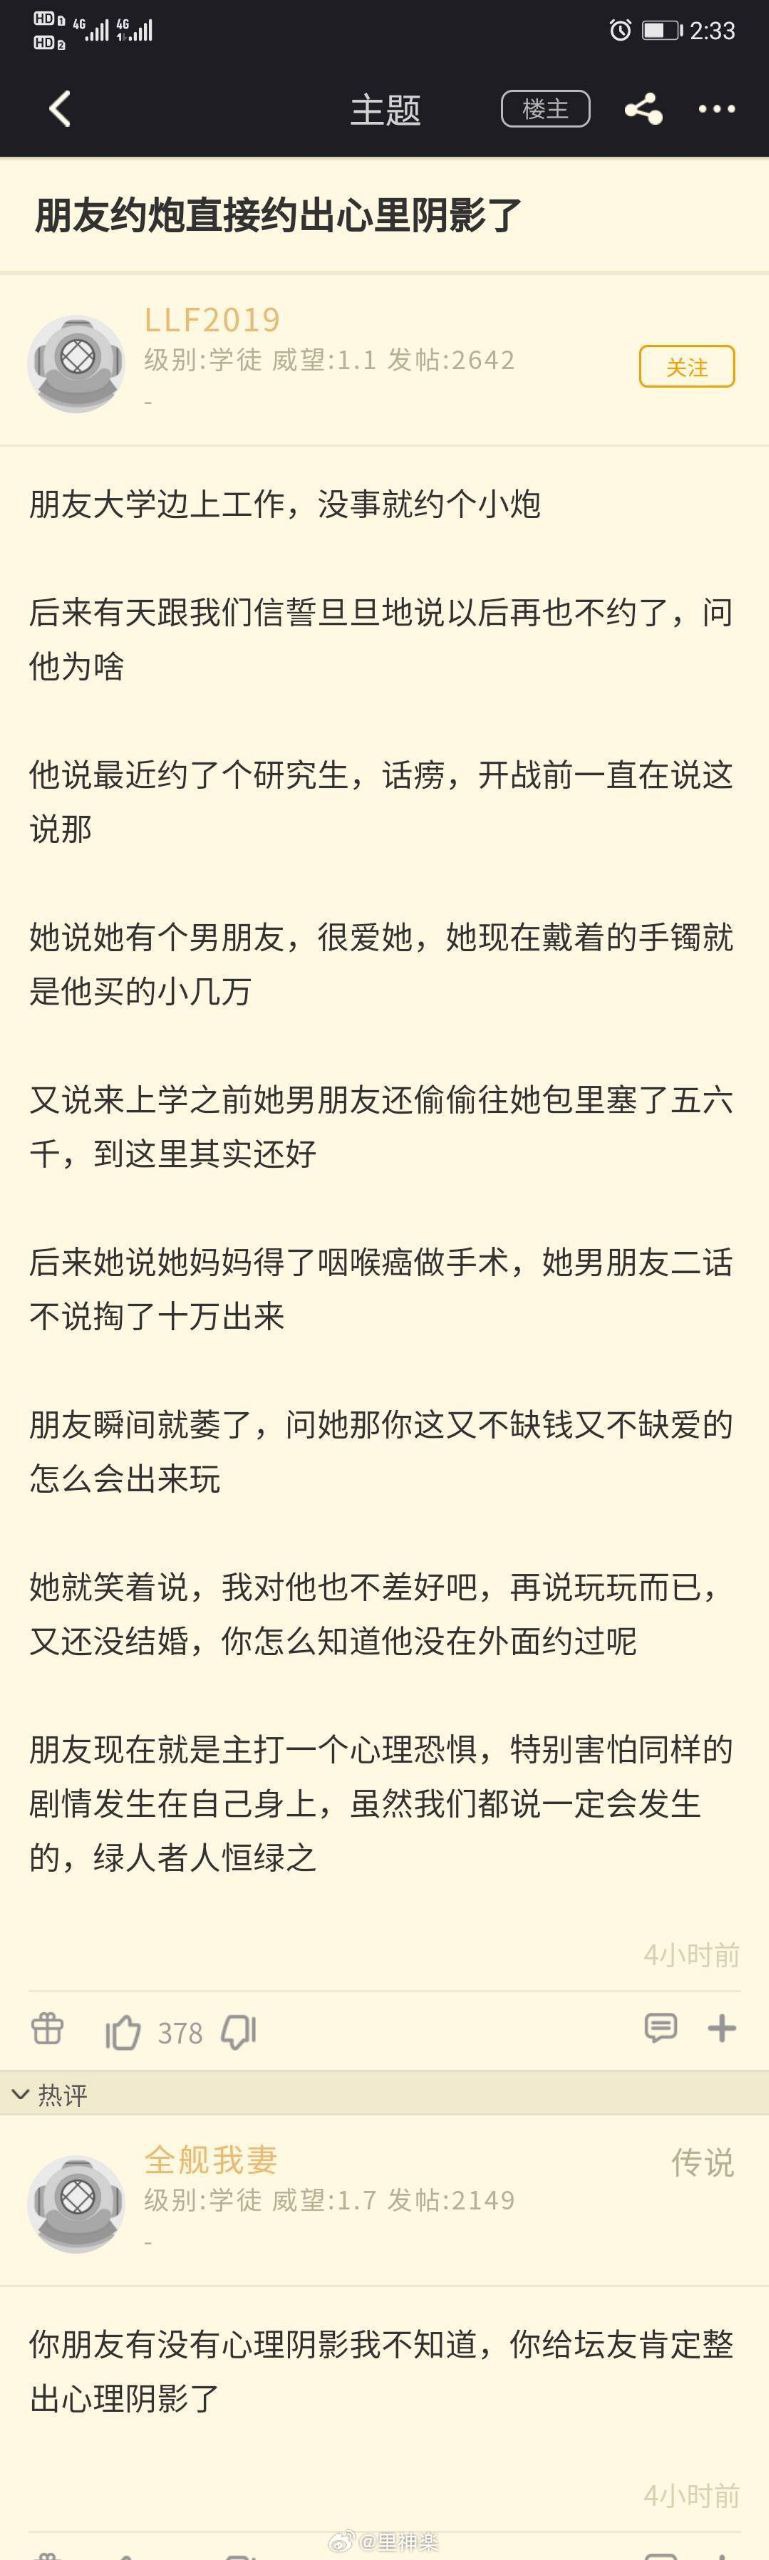 HD 1 4G 4G 2:33
HD 2
主题 楼主
朋友约炮直接约出心里阴影了
LLF2019
级别:学徒 威望:1.1 发帖:2642
关注
-
朋友大学边上工作，没事就约个小炮
后来有天跟我们信誓旦旦地说以后再也不约了，问
他为啥
他说最近约了个研究生，话痨，开战前一直在说这
说那
她说她有个男朋友，很爱她，她现在戴着的手镯就
是他买的小几万
又说来上学之前她男朋友还偷偷往她包里塞了五六
千，到这里其实还好
后来她说她妈妈得了咽喉癌做手术，她男朋友二话
不说掏了十万出来
朋友瞬间就萎了，问她那你这又不缺钱又不缺爱的
怎么会出来玩
她就笑着说，我对他也不差好吧，再说玩玩而已，
又还没结婚，你怎么知道他没在外面约过呢
朋友现在就是主打一个心理恐惧，特别害怕同样的
剧情发生在自己身上，虽然我们都说一定会发生
的，绿人者人恒绿之
4小时前
378
热评
全舰我妻
传说
级别:学徒 威望:1.7 发帖:2149
-
你朋友有没有心理阴影我不知道，你给坛友肯定整
出心理阴影了
4小时前
@里神楽